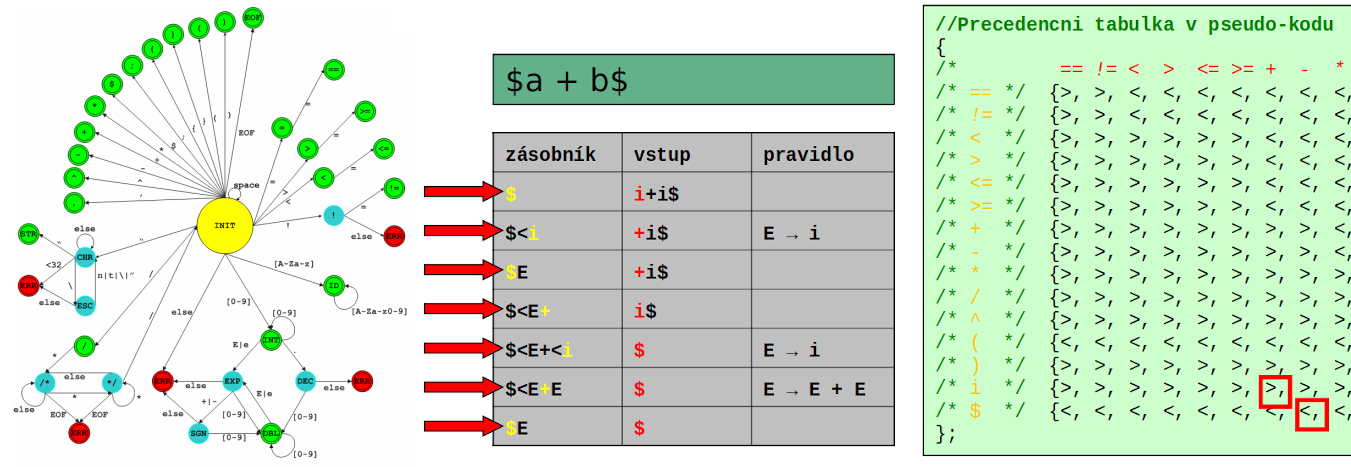 EOF
)
(
}
{
;
$
*
+
-
^
,
==
>=
<=
!=
=
>
<
!
space
INIT
else
ERR
STR
else
CHR
<32
n|t|\|"
ERR
else
\
ESC
[A-Za-z]
ID
[A-Za-z0-9]
[0-9]
else
[0-9]
INT
E|e
.
ERR
else
EXP
E|e
DEC
else
ERR
+|-
else
[0-9]
[0-9]
SGN
[0-9]
DBL
[0-9]
/
*
else
/*
*/
else
*
*
EOF
EOF
ERR
$a + b$
zásobník vstup pravidlo
$ i+i$
$<i +i$ E → i
$E +i$
$<E+ i$
$<E+<i $ E → i
$<E+E $ E → E + E
$E $
//Precedencni tabulka v pseudo-kodu
{
/* == != < > <= >= + - *
/* == */ {>, >, <, <, <, <, <, <, <,
/* != */ {>, >, <, <, <, <, <, <, <,
/* < */ {>, >, >, >, >, >, <, <, <,
/* > */ {>, >, >, >, >, >, <, <, <,
/* <= */ {>, >, >, >, >, >, <, <, <,
/* >= */ {>, >, >, >, >, >, <, <, <,
/* + */ {>, >, >, >, >, >, >, >, <,
/* - */ {>, >, >, >, >, >, >, >, <,
/* * */ {>, >, >, >, >, >, >, >, >,
/* / */ {>, >, >, >, >, >, >, >, >,
/* ^ */ {>, >, >, >, >, >, >, >, >,
/* ( */ {<, <, <, <, <, <, <, <, <,
/* ) */ {>, >, >, >, >, >, >, >, >,
/* i */ {>, >, >, >, >, >, >, >, >,
/* $ */ {<, <, <, <, <, <, <, <, <,
};